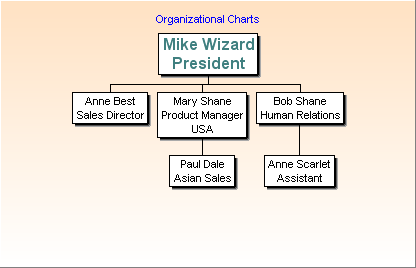 Organizational Charts
Mike Wizard
President
Anne Best
Sales Director
Mary Shane
Product Manager
USA
Bob Shane
Human Relations
Paul Dale
Asian Sales
Anne Scarlet
Assistant